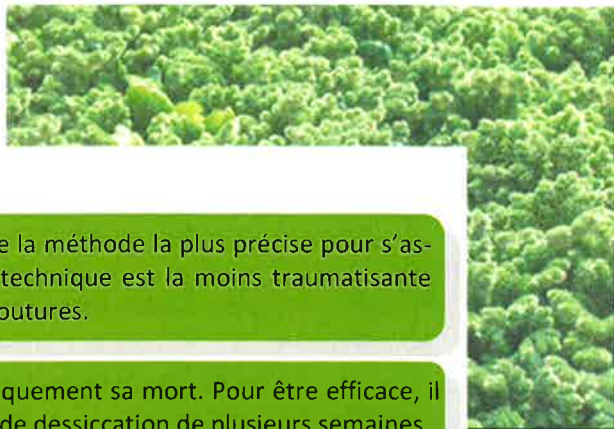 e la méthode la plus précise pour s’as-
technique est la moins traumatisante
outures.
quement sa mort. Pour être efficace, il
de dessiccation de plusieurs semaines